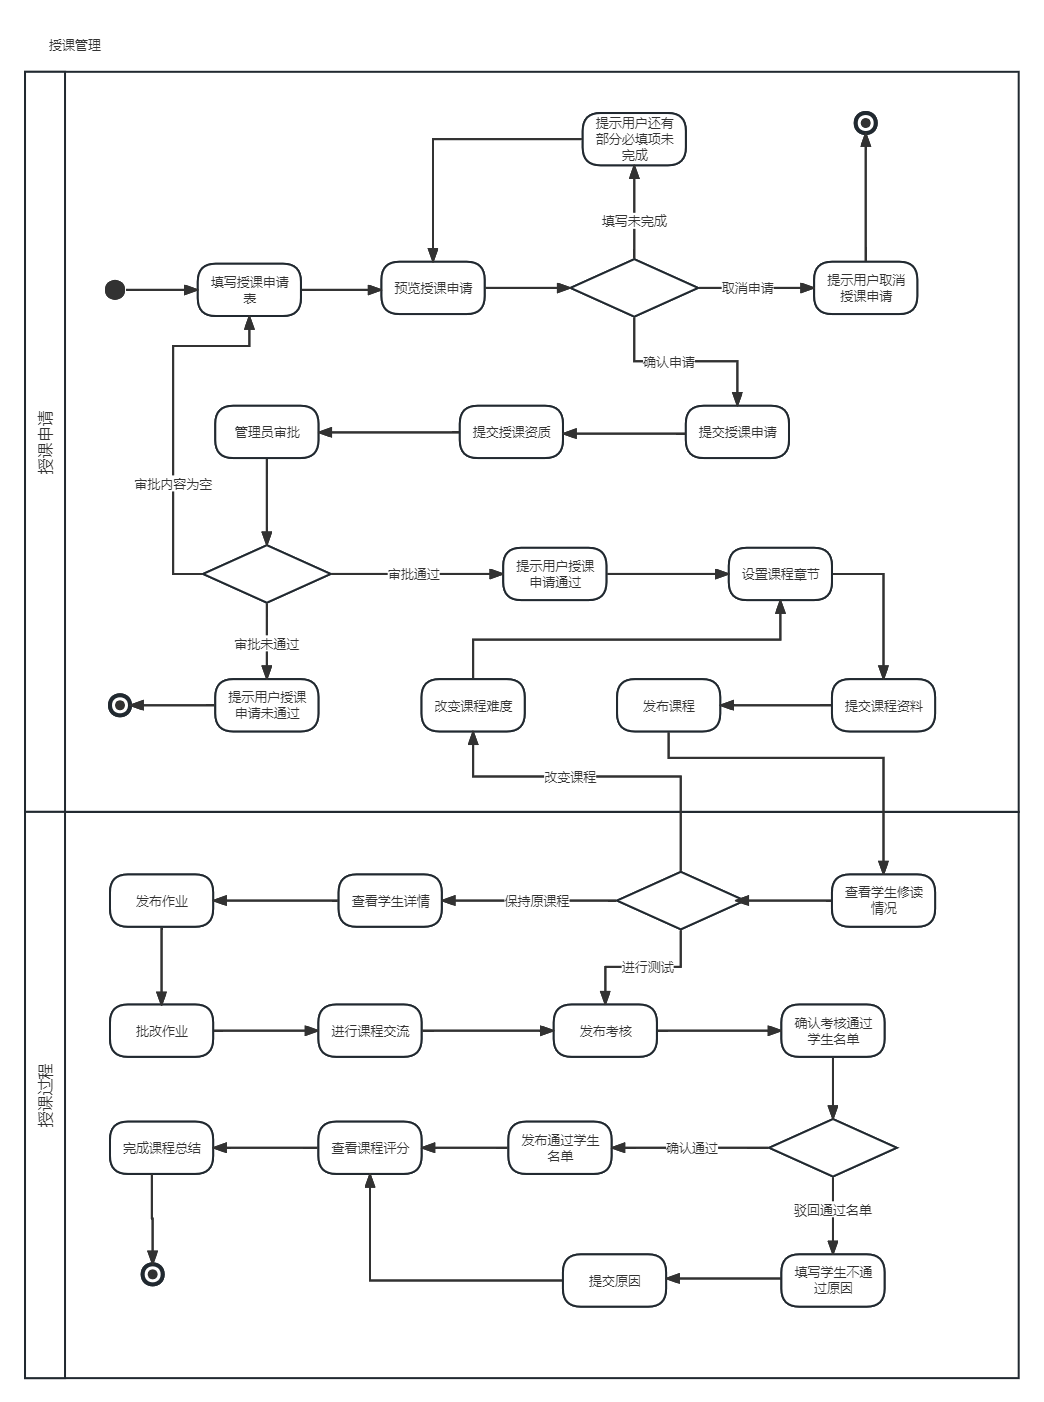 授课管理
授课申请
提示用户还有
部分必填项未
完成
填写未完成
填写授课申请
表
预览授课申请
取消申请
提示用户取消
授课申请
确认申请
管理员审批
提交授课资质
提交授课申请
审批内容为空
审批通过
提示用户授课
申请通过
设置课程章节
审批未通过
提示用户授课
申请未通过
改变课程难度
发布课程
提交课程资料
改变课程
授课过程
发布作业
查看学生详情
保持原课程
查看学生修读
情况
进行测试
批改作业
进行课程交流
发布考核
确认考核通过
学生名单
完成课程总结
查看课程评分
发布通过学生
名单
确认通过
驳回通过名单
提交原因
填写学生不通
过原因